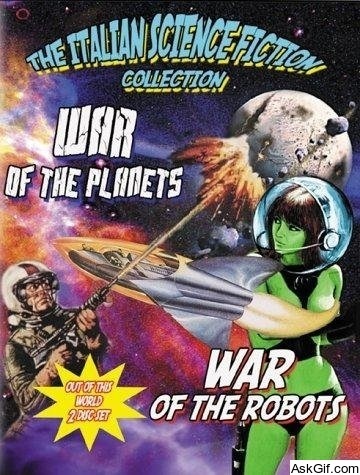 THE ITALIAN SCIENCE FICTION
COLLECTION
WAR
OF THE PLANETS
OUT OF THIS
WORLD
2 DISC SET
WAR
OF THE ROBOTS
AskGif.com